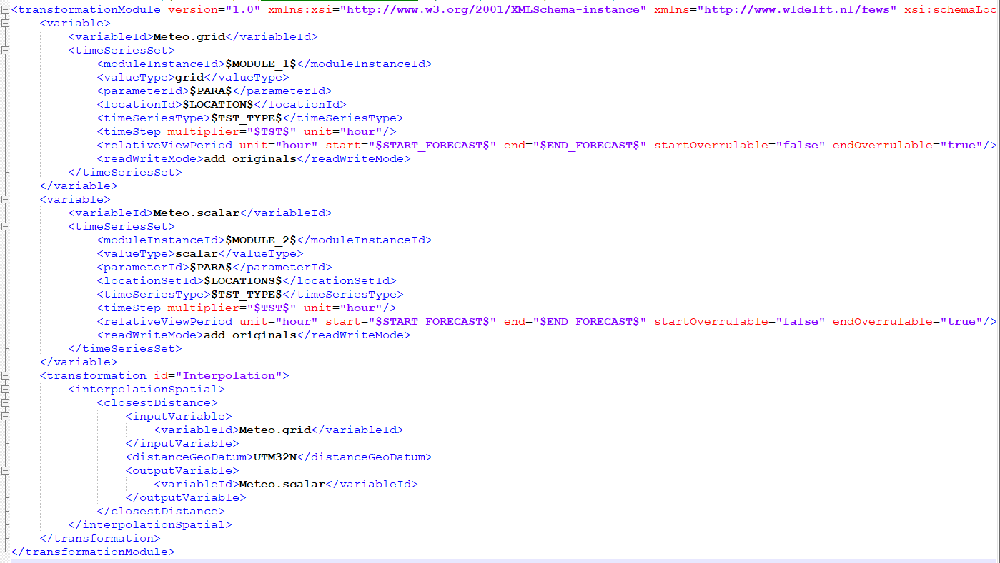 <transformationModule version="1.0" xmlns:xsi="http://www.w3.org/2001/XMLSchema-instance" xmlns="http://www.wldelft.nl/fews" xsi:schemaLoc
<variable>
<variableId>Meteo.grid</variableId>
<timeSeriesSet>
<moduleInstanceId>$MODULE_1$</moduleInstanceId>
<valueType>grid</valueType>
<parameterId>$PARA$</parameterId>
<locationId>$LOCATION$</locationId>
<timeSeriesType>$TST_TYPE$</timeSeriesType>
<timeStep multiplier="$TST$" unit="hour"/>
<relativeViewPeriod unit="hour" start="$START_FORECAST$" end="$END_FORECAST$" startOverrulable="false" endOverrulable="true"/>
<readWriteMode>add originals</readWriteMode>
</timeSeriesSet>
</variable>
<variable>
<variableId>Meteo.scalar</variableId>
<timeSeriesSet>
<moduleInstanceId>$MODULE_2$</moduleInstanceId>
<valueType>scalar</valueType>
<parameterId>$PARA$</parameterId>
<locationSetId>$LOCATIONS$</locationSetId>
<timeSeriesType>$TST_TYPE$</timeSeriesType>
<timeStep multiplier="$TST$" unit="hour"/>
<relativeViewPeriod unit="hour" start="$START_FORECAST$" end="$END_FORECAST$" startOverrulable="false" endOverrulable="true"/>
<readWriteMode>add originals</readWriteMode>
</timeSeriesSet>
</variable>
<transformation id="Interpolation">
<interpolationSpatial>
<closestDistance>
<inputVariable>
<variableId>Meteo.grid</variableId>
</inputVariable>
<distanceGeoDatum>UTM32N</distanceGeoDatum>
<outputVariable>
<variableId>Meteo.scalar</variableId>
</outputVariable>
</closestDistance>
</interpolationSpatial>
</transformation>
</transformationModule>